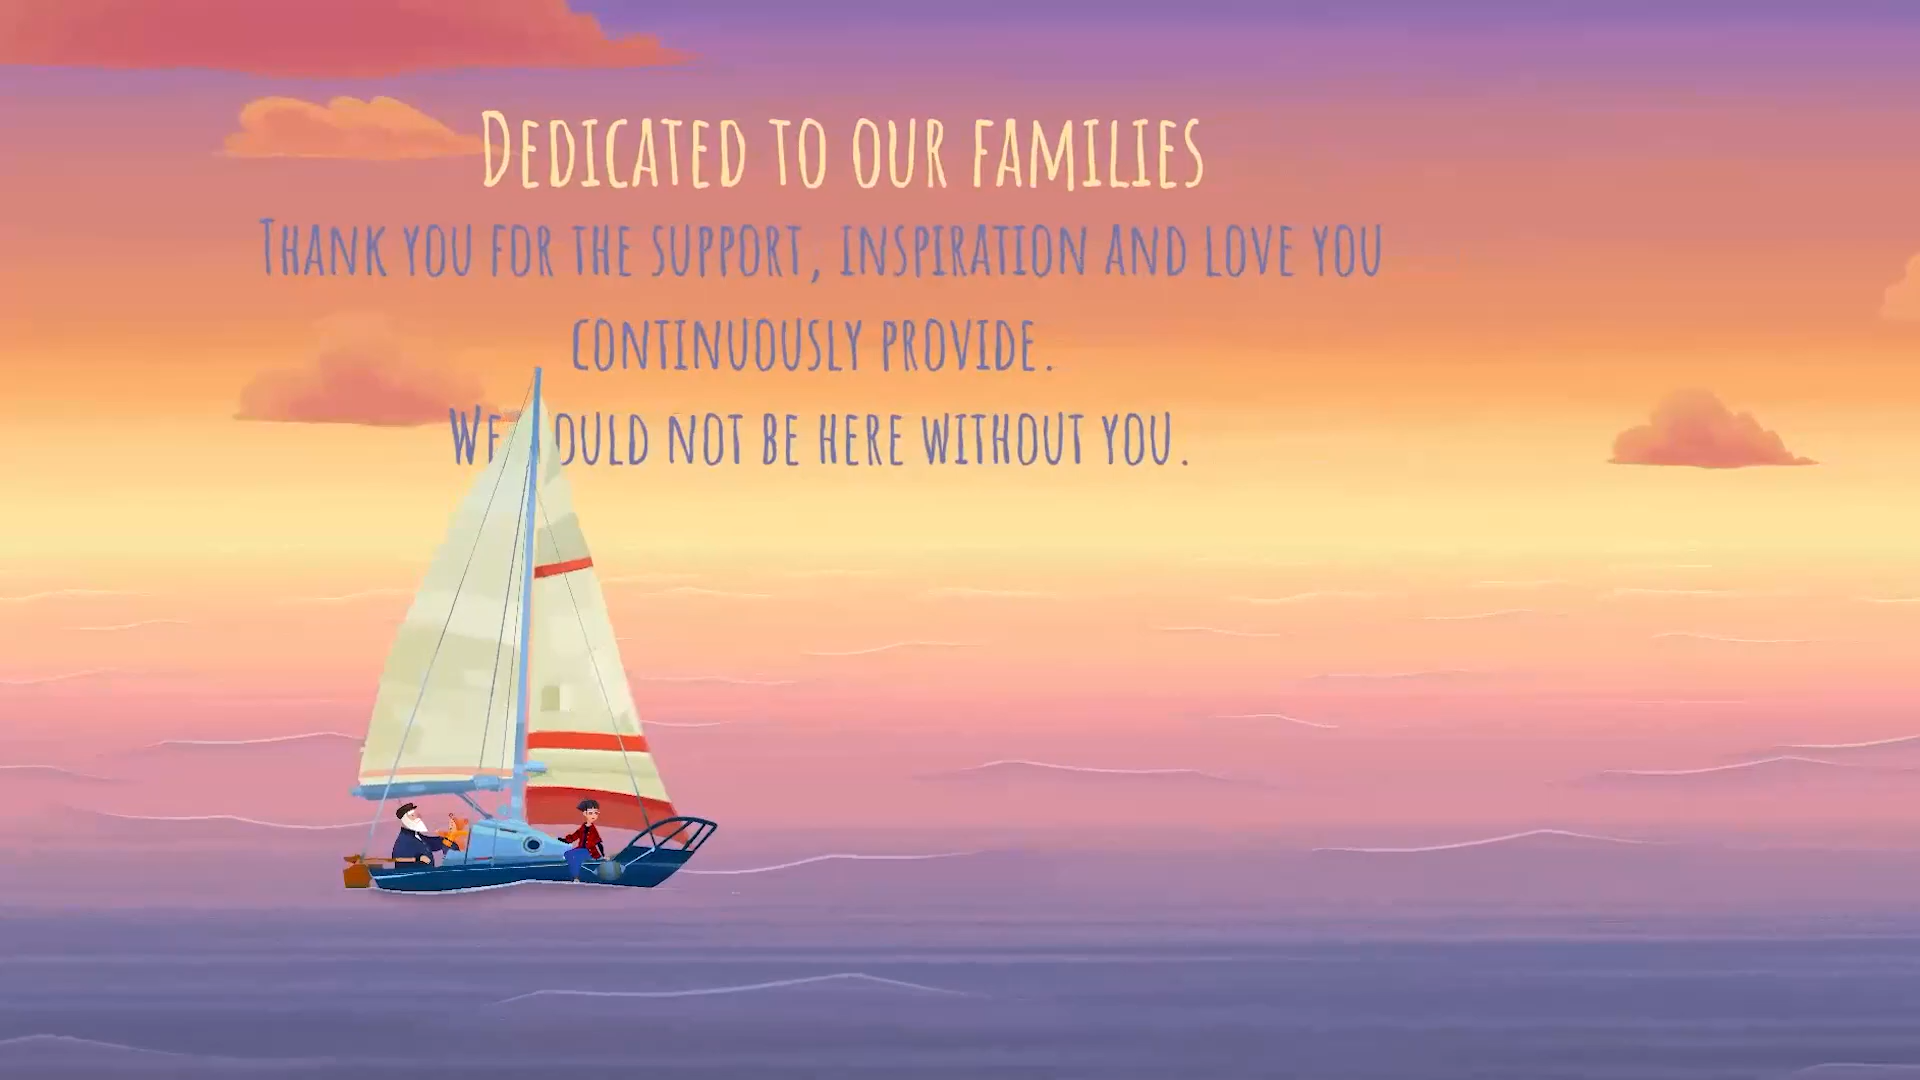 DEDICATED TO OUR FAMILIES
THANK YOU FOR THE SUPPORT, INSPIRATION AND LOVE YOU
CONTINUOUSLY PROVIDE.
WE OULD NOT BE HERE WITHOUT YOU.